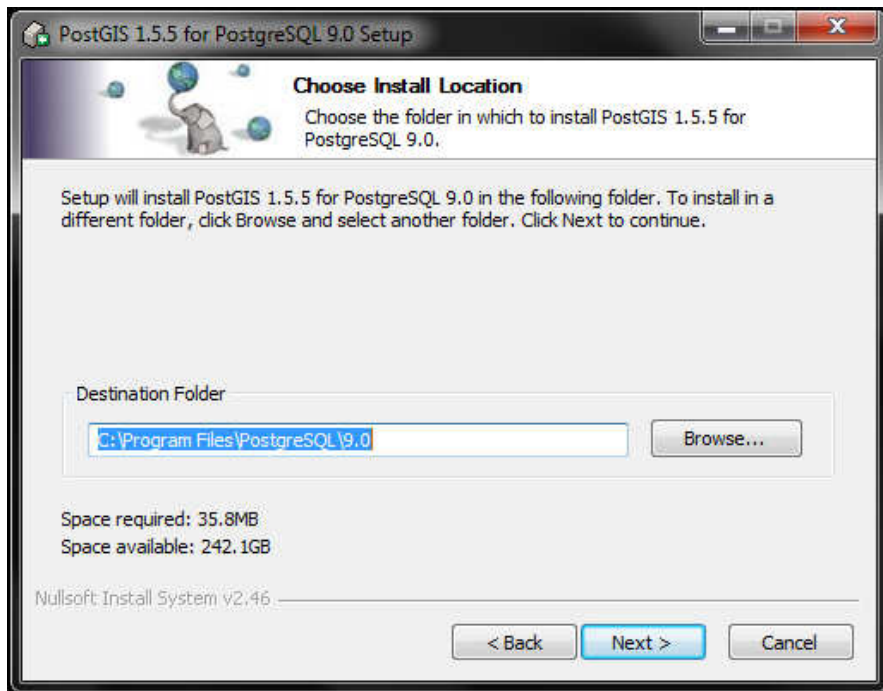 PostGIS 1.5.5 for PostgreSQL 9.0 Setup
Choose Install Location
Choose the folder in which to install PostGIS 1.5.5 for
PostgreSQL 9.0.
Setup will install PostGIS 1.5.5 for PostgreSQL 9.0 in the following folder. To install in a
different folder, click Browse and select another folder. Click Next to continue.
Destination Folder
C:\Program Files\PostgreSQL\9.0
Browse...
Space required: 35.8MB
Space available: 242.1GB
Nullsoft Install System v2.46
< Back
Next >
Cancel